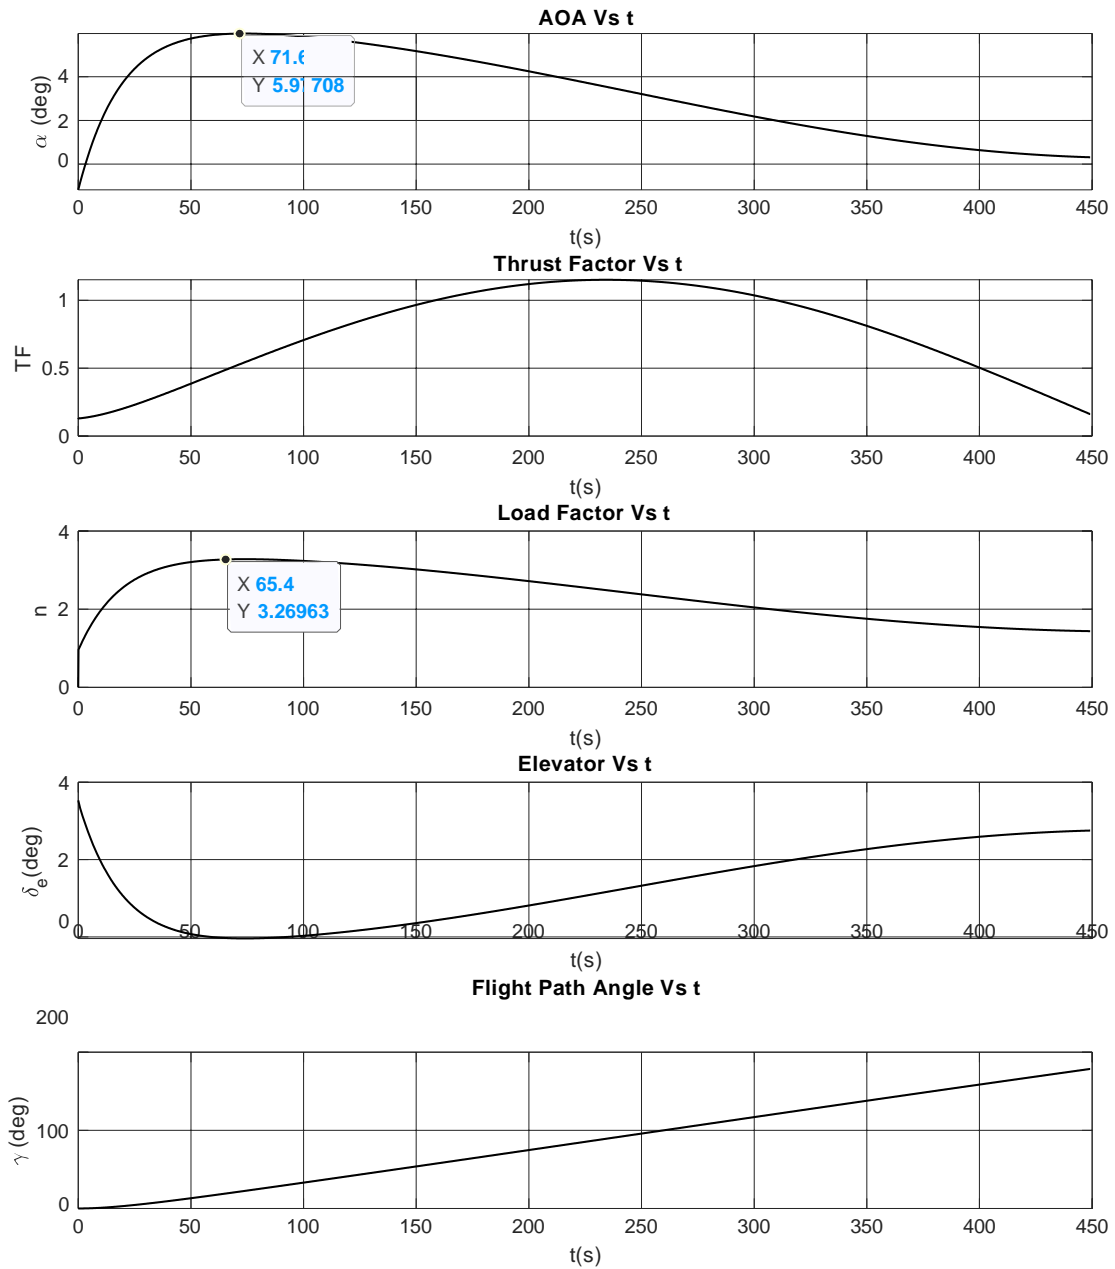 AOA Vs t
4
2
0
α (deg)
X 71.6
Y 5.9 708
0 50 100 150 200 250 300 350 400 450
t(s)
Thrust Factor Vs t
1
0.5
0
TF
0 50 100 150 200 250 300 350 400 450
t(s)
Load Factor Vs t
4
2
0
n
X 65.4
Y 3.26963
0 50 100 150 200 250 300 350 400 450
t(s)
Elevator Vs t
4
2
0
δe(deg)
0 50 100 150 200 250 300 350 400 450
t(s)
Flight Path Angle Vs t
200
100
0
γ (deg)
0 50 100 150 200 250 300 350 400 450
t(s)